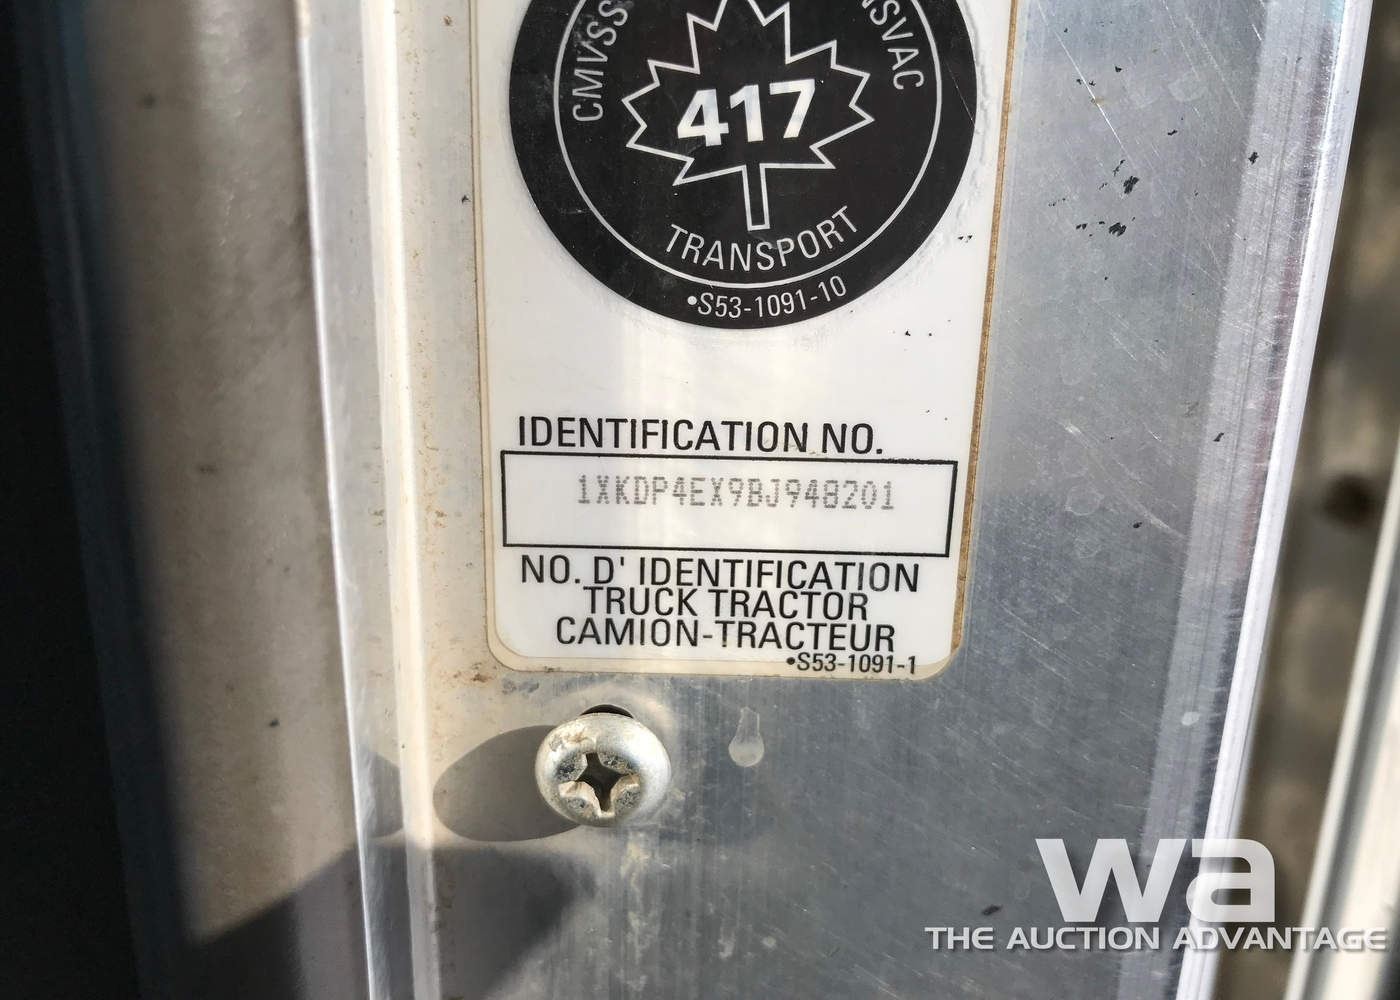 CMVSS
NSVAC
417
TRANSPORT
•S53-1091-10
IDENTIFICATION NO.
1XKDP4EX9BJ948201
NO. D' IDENTIFICATION
TRUCK TRACTOR
CAMION-TRACTEUR
•S53-1091-1
wa
THE AUCTION ADVANTAGE